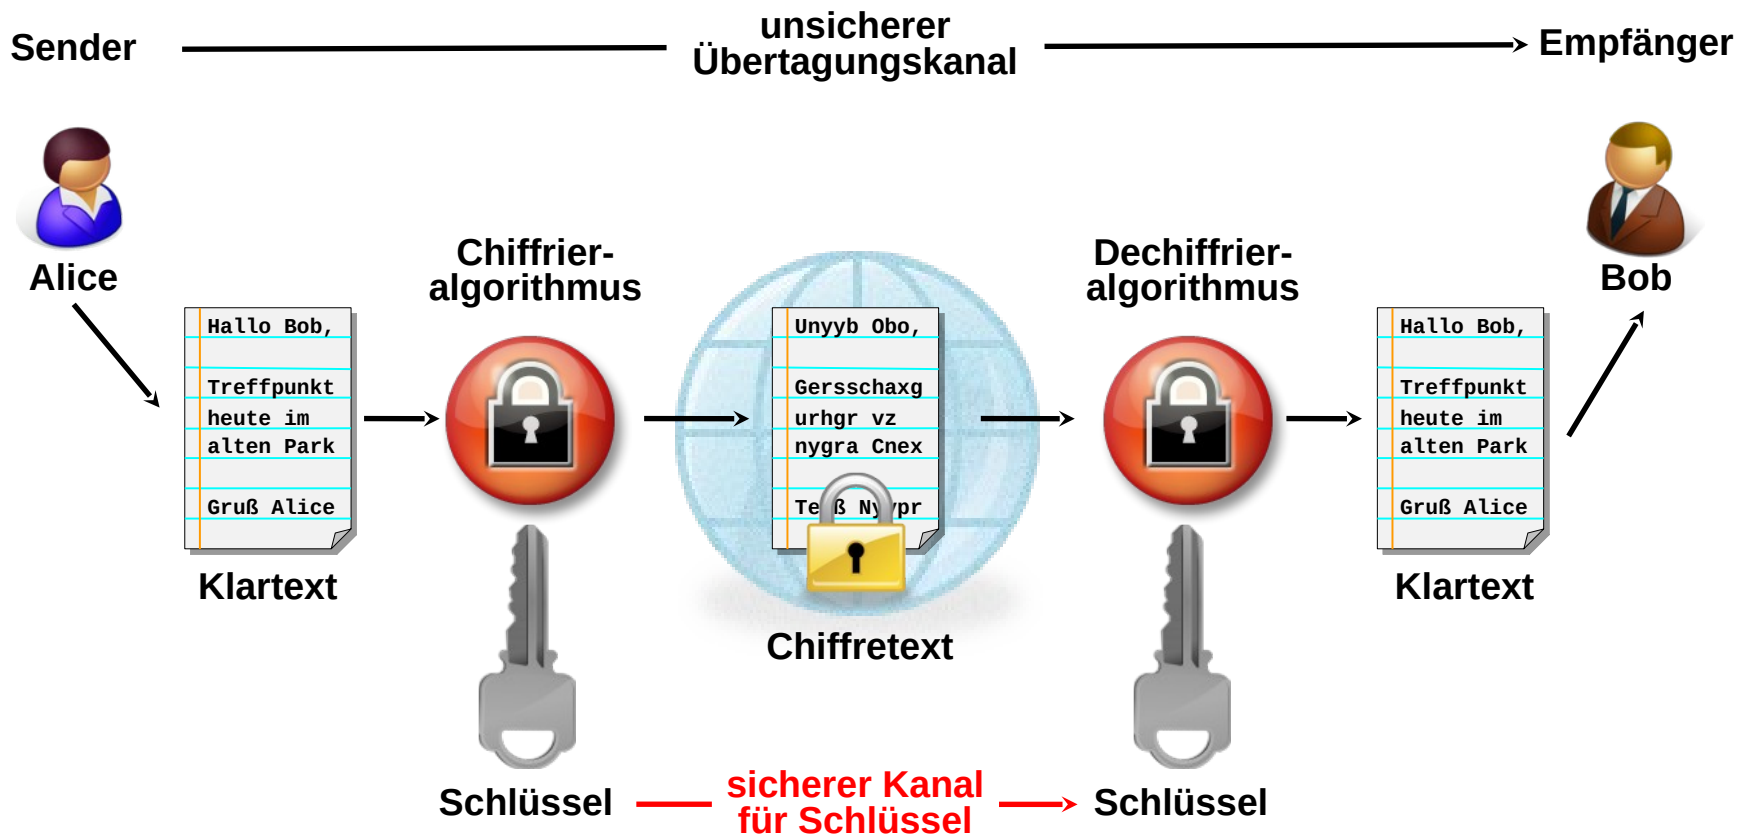 Sender
unsicherer
Übertagungskanal
Empfänger
Alice
Bob
Hallo Bob,
Treffpunkt
heute im
alten Park
Gruß Alice
Klartext
Chiffrier-
algorithmus
Schlüssel
Unyyb Obo,
Gersschaxg
urhgr vz
nygra Cnex
Chiffretext
Dechiffrier-
algorithmus
Schlüssel
Hallo Bob,
Treffpunkt
heute im
alten Park
Gruß Alice
Klartext
sicherer Kanal
für Schlüssel